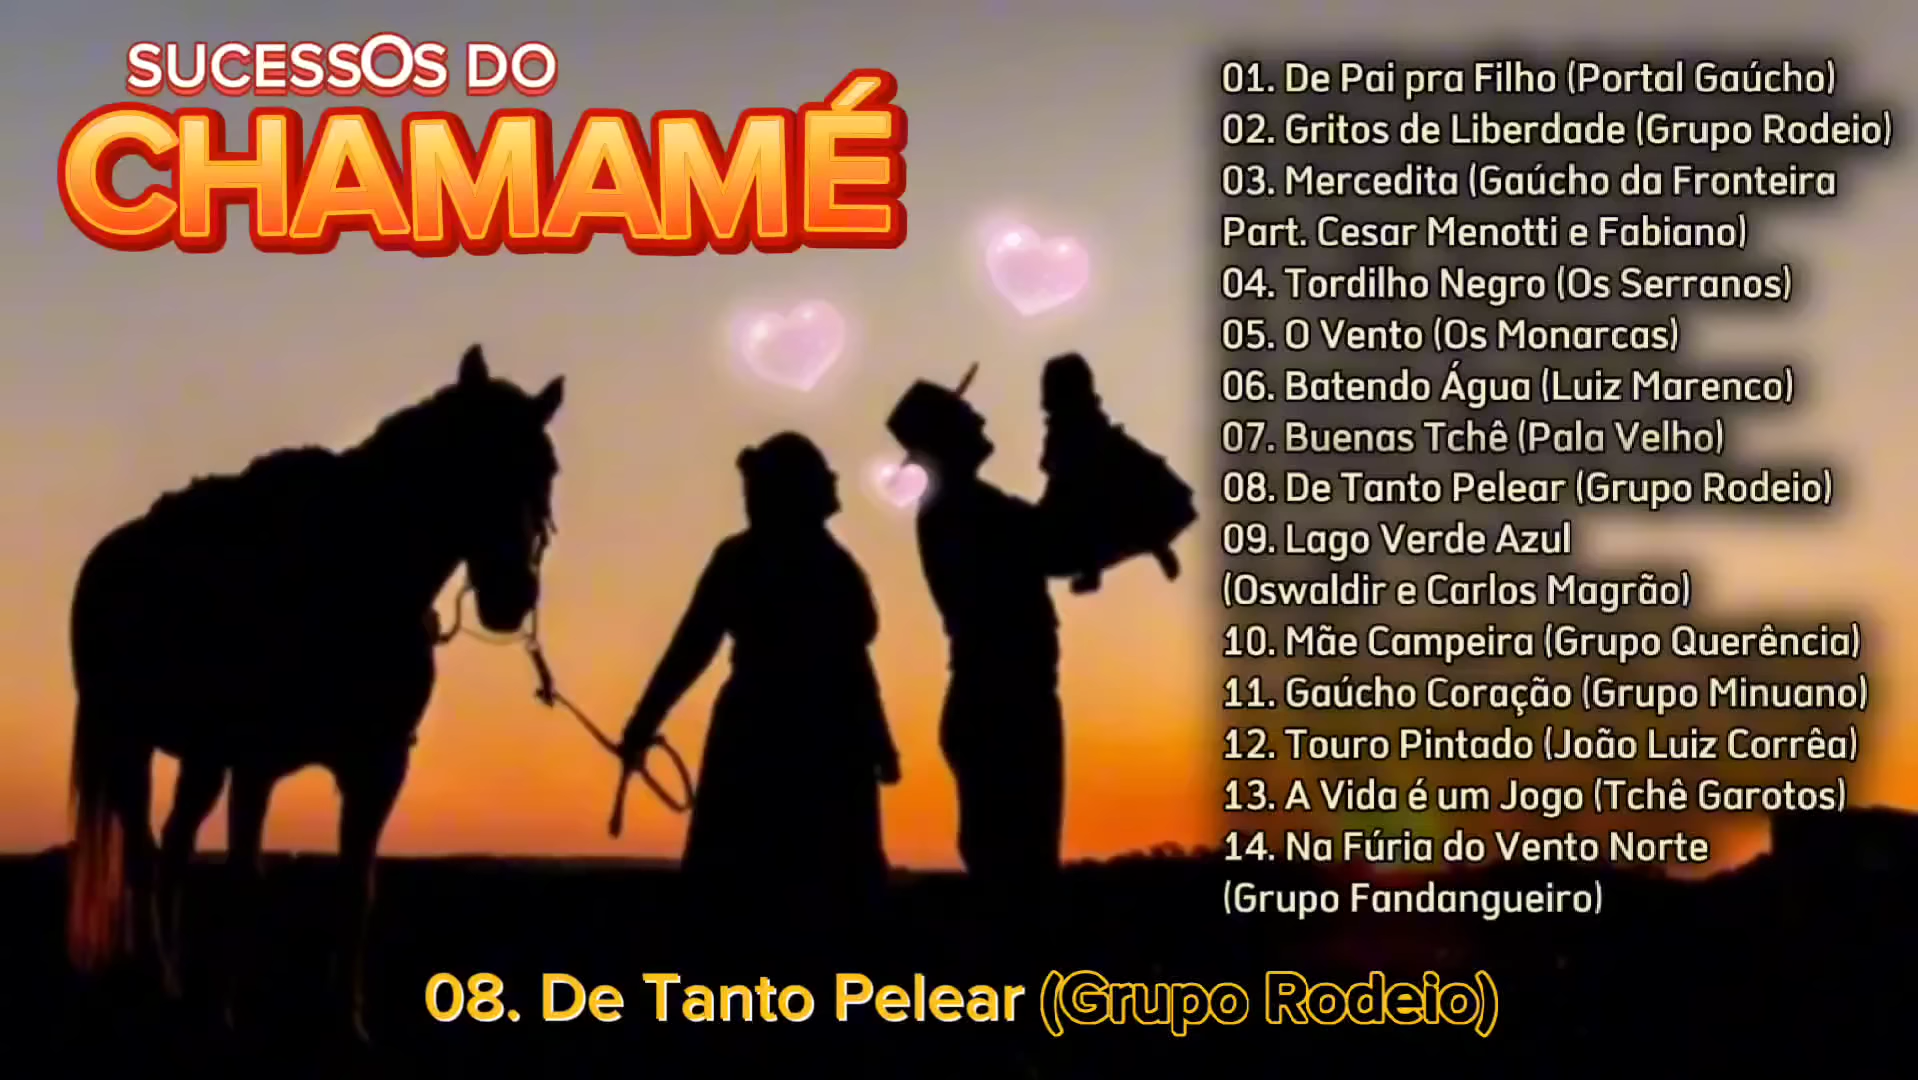 SUCESSOS DO
CHAMAMÉ
01. De Pai pra Filho (Portal Gaúcho)
02. Gritos de Liberdade (Grupo Rodeio)
03. Mercedita (Gaúcho da Fronteira
Part. Cesar Menotti e Fabiano)
04. Tordilho Negro (Os Serranos)
05. O Vento (Os Monarcas)
06. Batendo Água (Luiz Marenco)
07. Buenas Tchê (Pala Velho)
08. De Tanto Pelear (Grupo Rodeio)
09. Lago Verde Azul
(Oswaldir e Carlos Magrão)
10. Mãe Campeira (Grupo Querência)
11. Gaúcho Coração (Grupo Minuano)
12. Touro Pintado (João Luiz Corrêa)
13. A Vida é um Jogo (Tchê Garotos)
14. Na Fúria do Vento Norte
(Grupo Fandangueiro)
08. De Tanto Pelear (Grupo Rodeio)